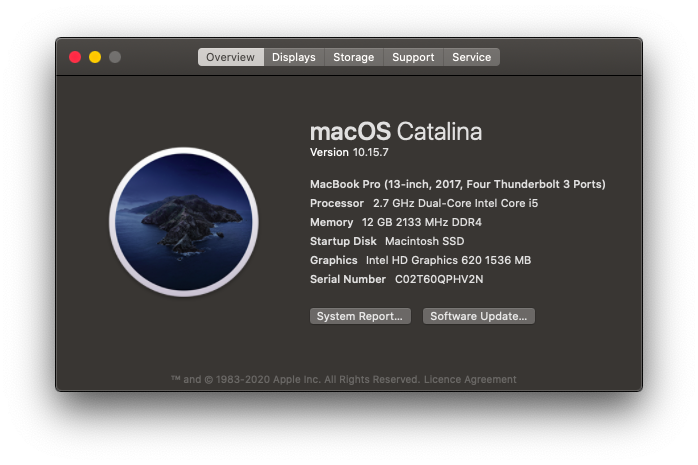 Overview Displays Storage Support Service
macOS Catalina
Version 10.15.7
MacBook Pro (13-inch, 2017, Four Thunderbolt 3 Ports)
Processor 2.7 GHz Dual-Core Intel Core i5
Memory 12 GB 2133 MHz DDR4
Startup Disk Macintosh SSD
Graphics Intel HD Graphics 620 1536 MB
Serial Number C02T60QPHV2N
System Report... Software Update...
™ and © 1983-2020 Apple Inc. All Rights Reserved. Licence Agreement